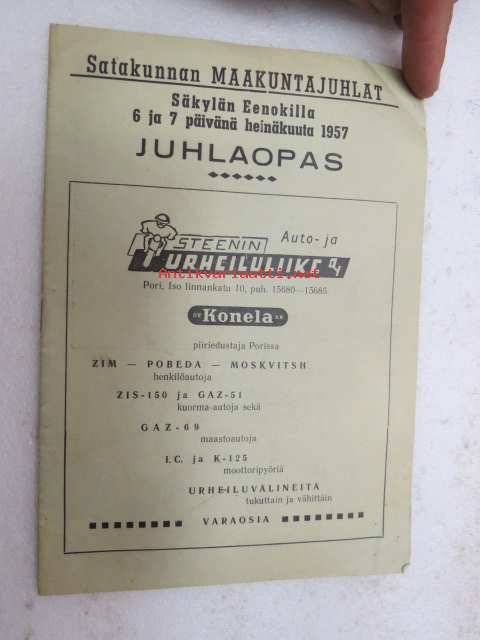 Satakunnan MAAKUNTAJUHLAT
Säkylän Eenokilla
6 ja 7 päivänä heinäkuuta 1957
JUHLAOPAS
STEENIN Auto- ja
URHEILULIIKE O/Y
Antikvariaatti.net
Pori, Iso linnankatu 10, puh. 15680—15685
OY Konela AB
piiriedustaja Porissa
ZIM — POBEDA — MOSKVITSH
henkilöautoja
ZIS-150 ja GAZ-51
kuorma-autoja sekä
GAZ-69
maastoautoja
I.C. ja K-125
moottoripyöriä
URHEILUVÄLINEITÄ
tukuttain ja vähittäin
VARAOSIA